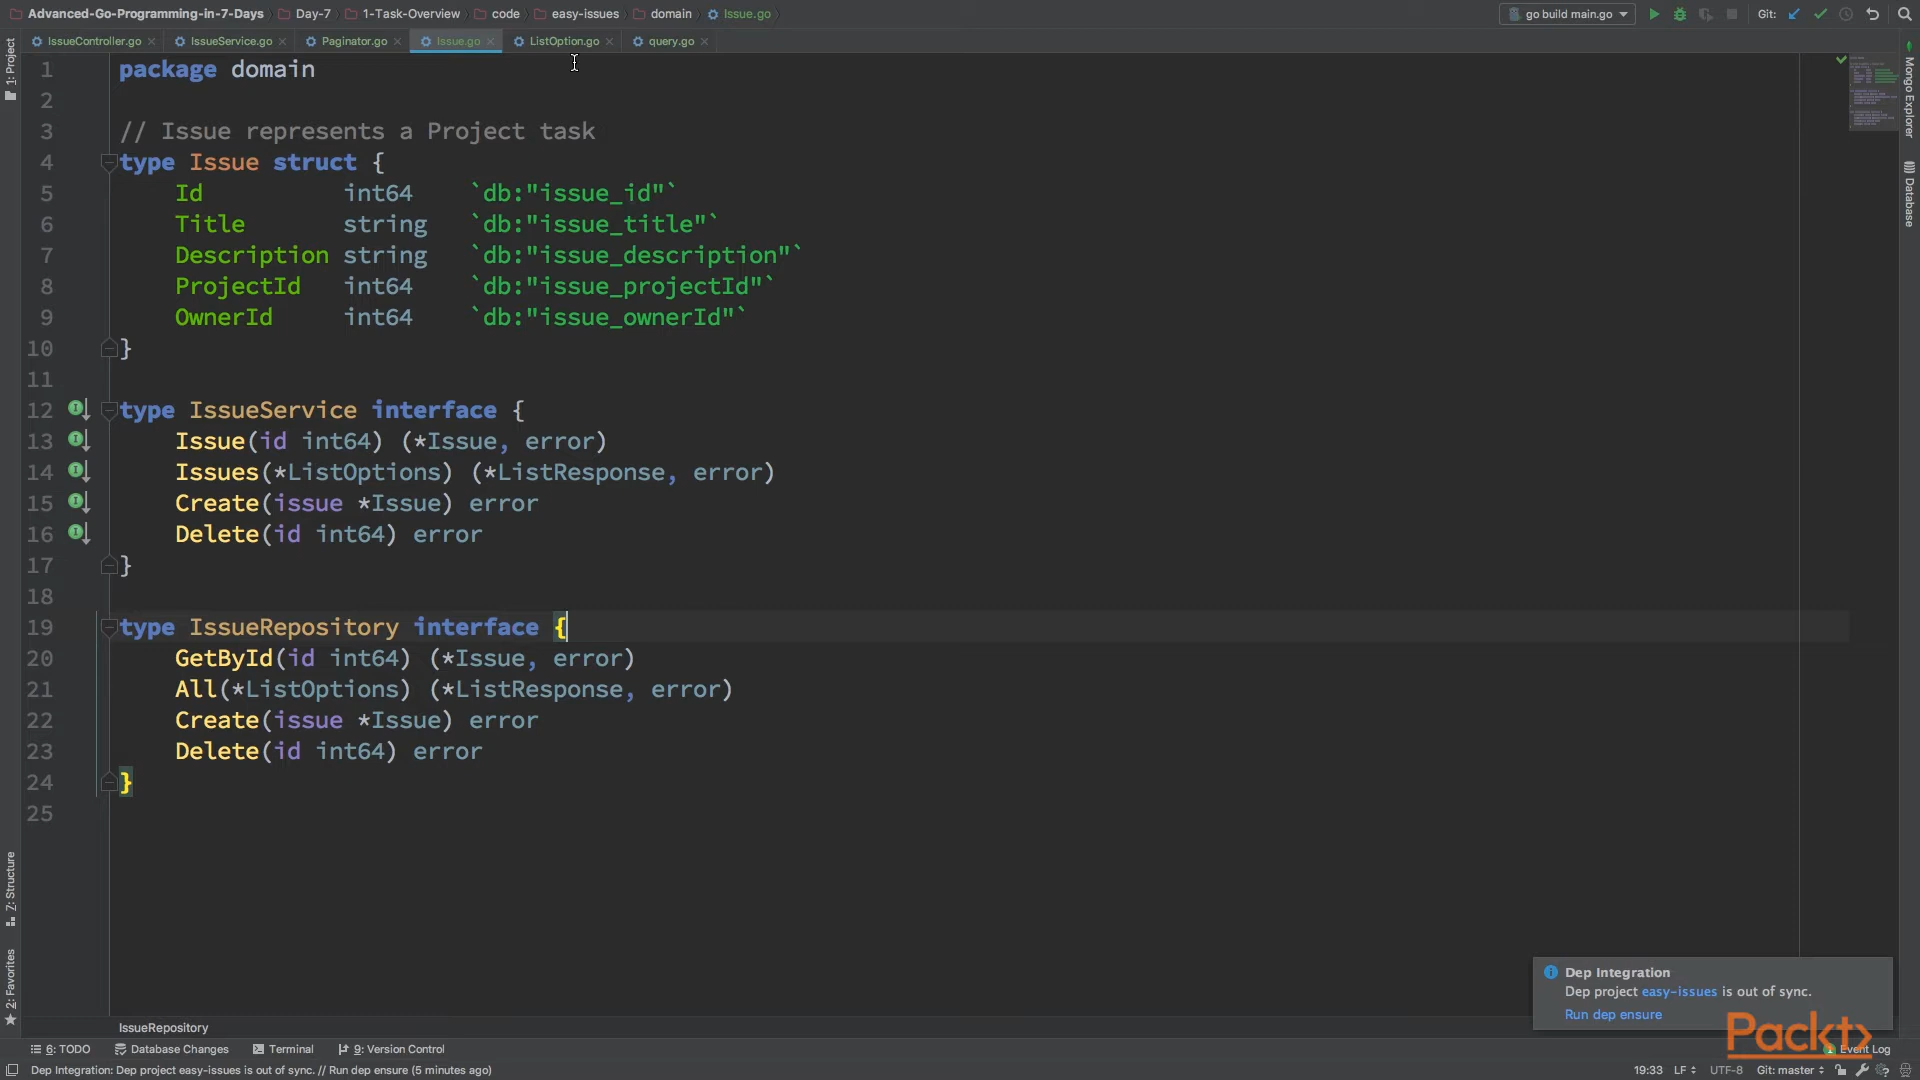 Advanced-Go-Programming-in-7-Days Day-7 1-Task-Overview code easy-issues domain Issue.go go build main.go Git:
IssueController.go IssueService.go Paginator.go Issue.go ListOption.go query.go
1: Project
1 package domain
2
3 // Issue represents a Project task
4 type Issue struct {
5 Id int64 `db:"issue_id"`
6 Title string `db:"issue_title"`
7 Description string `db:"issue_description"`
8 ProjectId int64 `db:"issue_projectId"`
9 OwnerId int64 `db:"issue_ownerId"`
10 }
11
12 type IssueService interface {
13 Issue(id int64) (*Issue, error)
14 Issues(*ListOptions) (*ListResponse, error)
15 Create(issue *Issue) error
16 Delete(id int64) error
17 }
18
19 type IssueRepository interface {
20 GetById(id int64) (*Issue, error)
21 All(*ListOptions) (*ListResponse, error)
22 Create(issue *Issue) error
23 Delete(id int64) error
24 }
25
Mongo Explorer
Database
Z: Structure
2: Favorites
Dep Integration
Dep project easy-issues is out of sync.
Run dep ensure
Packt>
IssueRepository
6: TODO Database Changes Terminal 9: Version Control 1 Event Log
Dep Integration: Dep project easy-issues is out of sync. // Run dep ensure (5 minutes ago) 19:33 LF UTF-8 Git: master